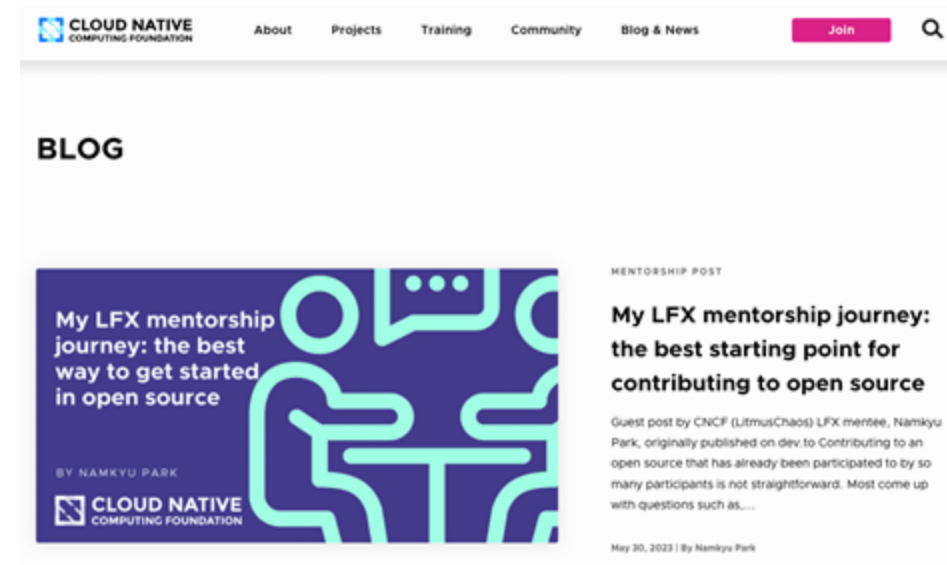 CLOUD NATIVE
COMPUTING FOUNDATION
About Projects Training Community Blog & News Join
BLOG
My LFX mentorship
journey: the best
way to get started
in open source
BY NAMKYU PARK
CLOUD NATIVE
COMPUTING FOUNDATION
MENTORSHIP POST
My LFX mentorship journey:
the best starting point for
contributing to open source
Guest post by CNCF (LitmusChaos) LFX mentee, Namkyu
Park, originally published on dev.to Contributing to an
open source that has already been participated to by so
many participants is not straightforward. Most come up
with questions such as,...
May 30, 2023 | By Namkyu Park